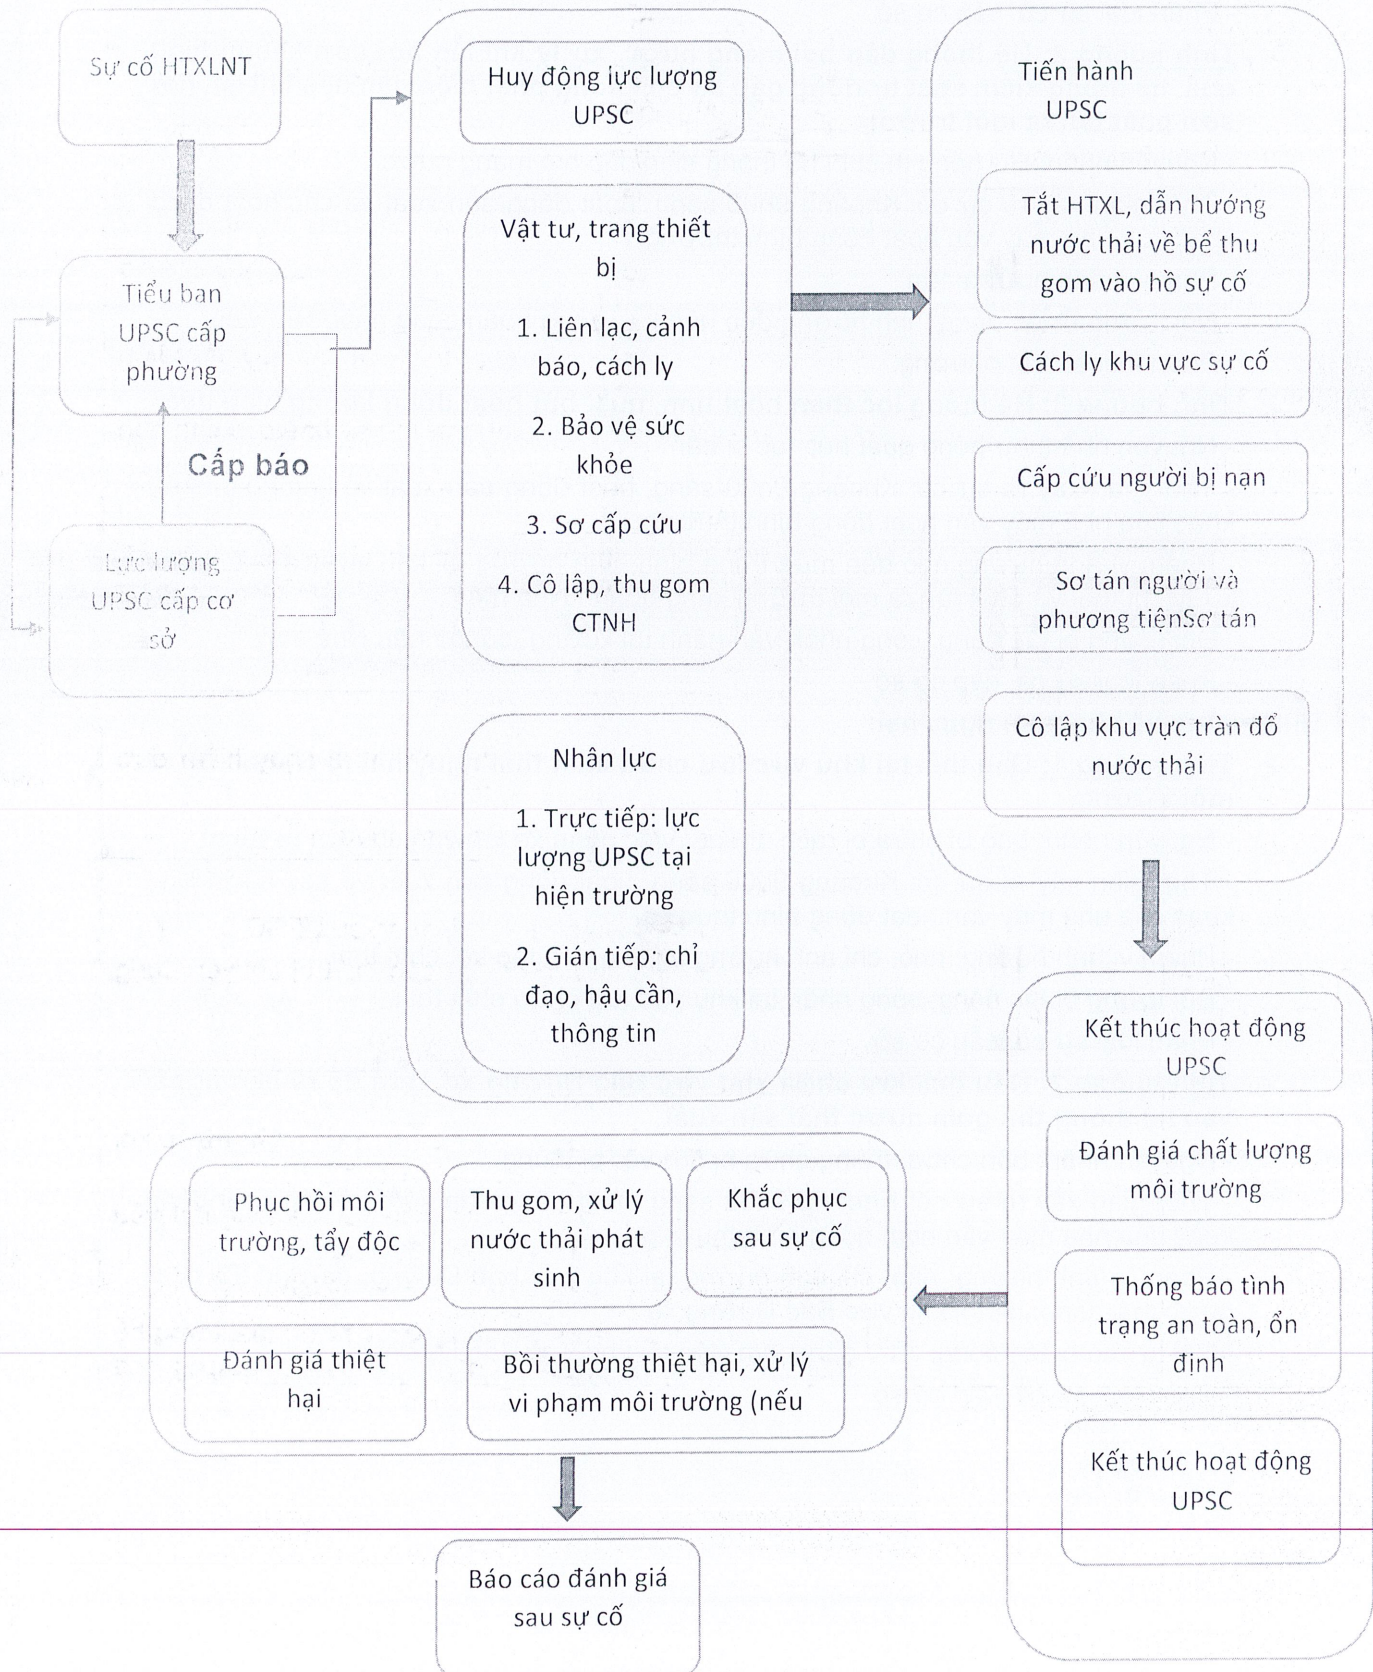 Sự cố HTXLNT
Tiểu ban
UPSC cấp
phường
Cấp báo
Lực lượng
UPSC cấp cơ
sở
Huy động lực lượng
UPSC
Vật tư, trang thiết
bị
1. Liên lạc, cảnh
báo, cách ly
2. Bảo vệ sức
khỏe
3. Sơ cấp cứu
4. Cô lập, thu gom
CTNH
Nhân lực
1. Trực tiếp: lực
lượng UPSC tại
hiện trường
2. Gián tiếp: chỉ
đạo, hậu cần,
thông tin
Tiến hành
UPSC
Tắt HTXL, dẫn hướng
nước thải về bể thu
gom vào hồ sự cố
Cách ly khu vực sự cố
Cấp cứu người bị nạn
Sơ tán người và
phương tiệnSơ tán
Cô lập khu vực tràn đổ
nước thải
Kết thúc hoạt động
UPSC
Đánh giá chất lượng
môi trường
Thống báo tình
trạng an toàn, ổn
định
Kết thúc hoạt động
UPSC
Phục hồi môi
trường, tẩy độc
Thu gom, xử lý
nước thải phát
sinh
Khắc phục
sau sự cố
Đánh giá thiệt
hại
Bồi thường thiệt hại, xử lý
vi phạm môi trường (nếu
Báo cáo đánh giá
sau sự cố